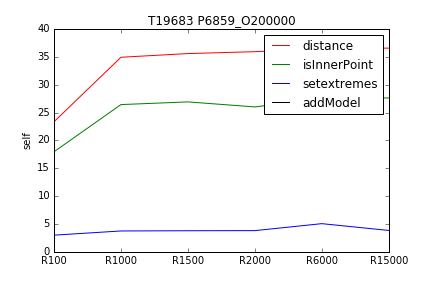 T19683 P6859_O200000
40
35
30
25
20
15
10
5
0
self
distance
isInnerPoint
setextremes
addModel
R100 R1000 R1500 R2000 R6000 R15000